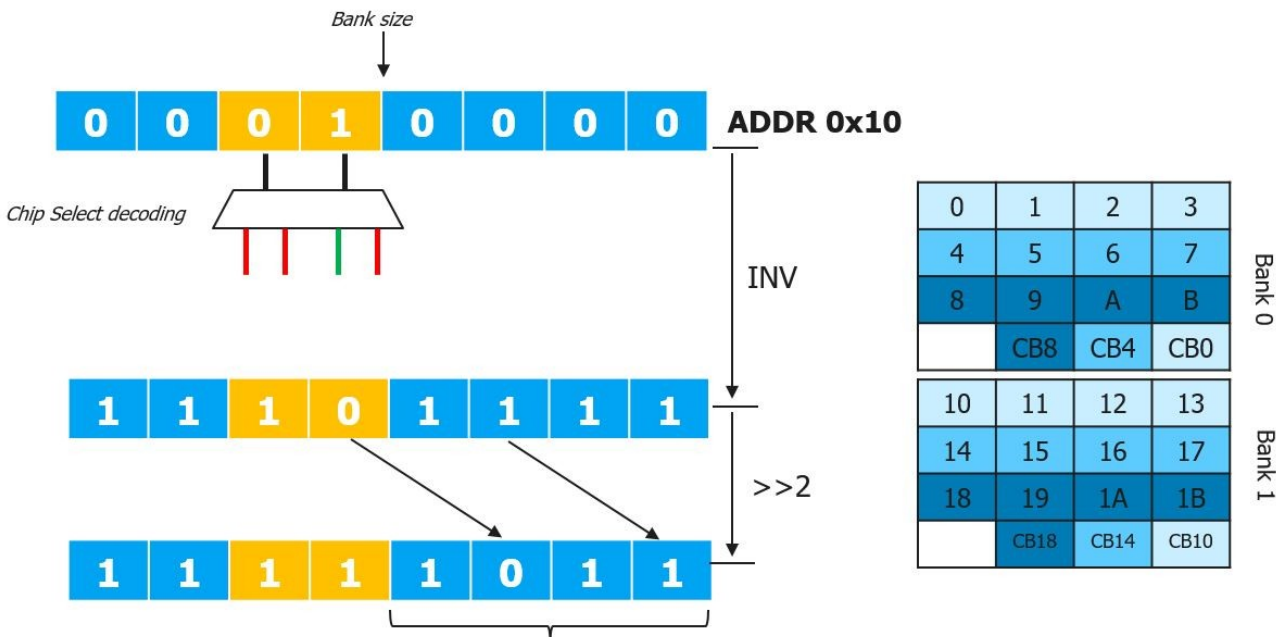 Bank size
0 0 0 1 0 0 0 0
ADDR 0x10
Chip Select decoding
INV
1 1 1 0 1 1 1 1
>>2
1 1 1 1 1 0 1 1
0 1 2 3
4 5 6 7
8 9 A B
CB8 CB4 CB0
Bank 0
10 11 12 13
14 15 16 17
18 19 1A 1B
CB18 CB14 CB10
Bank 1